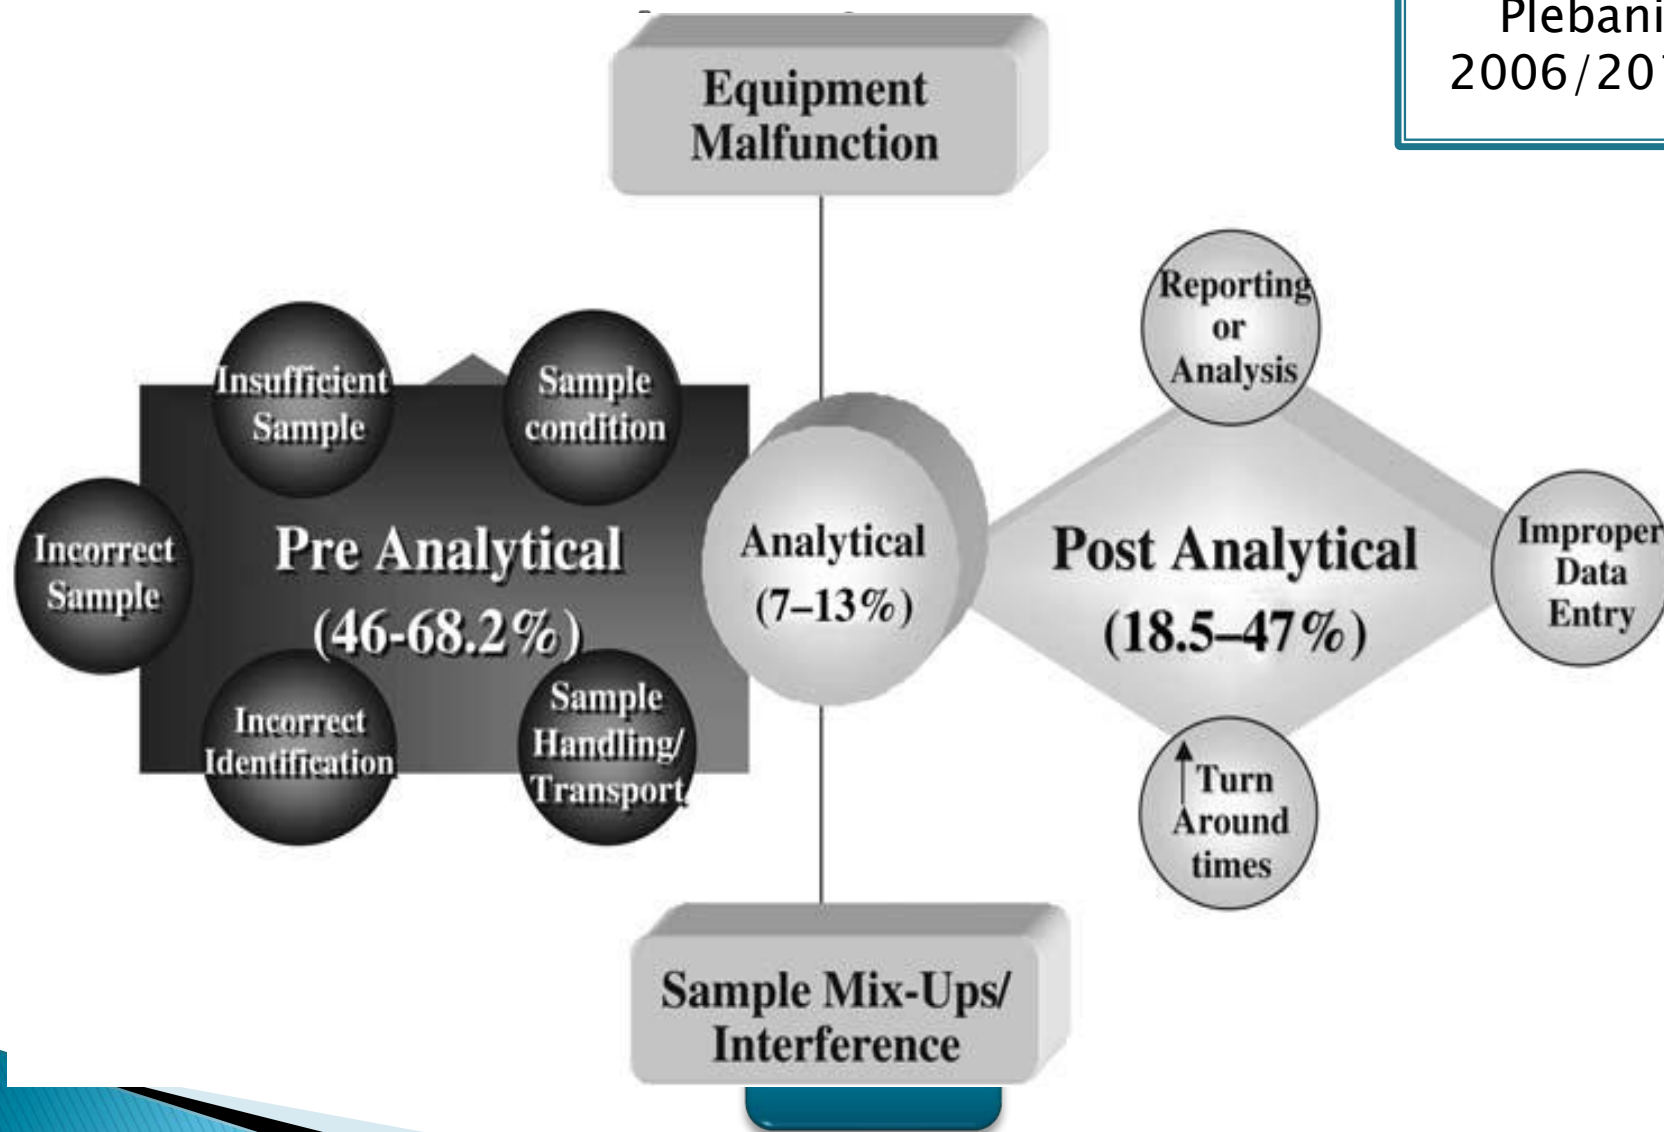 Plebani
Equipment
Malfunction
Reporting
or
Analysis
Insufficient
Sample
Sample
condition
Incorrect
Sample
Pre Analytical
(46-68.2%)
Analytical
(7–13%)
Post Analytical
(18.5–47%)
Improper
Data
Entry
Incorrect
Identification
Sample
Handling/
Transport
↑ Turn
Around
times
Sample Mix-Ups/
Interference